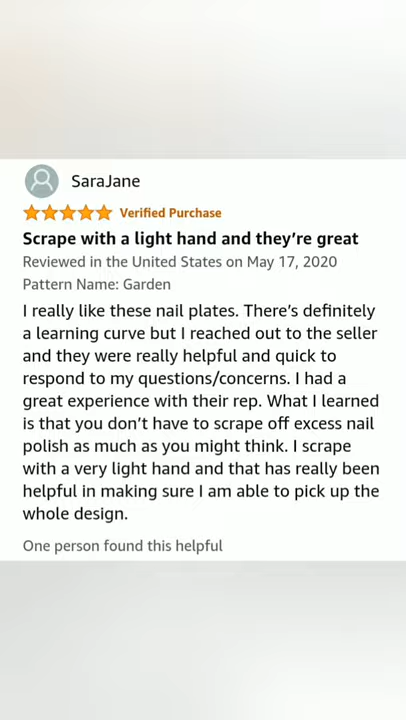 SaraJane
Verified Purchase
Scrape with a light hand and they’re great
Reviewed in the United States on May 17, 2020
Pattern Name: Garden
I really like these nail plates. There’s definitely
a learning curve but I reached out to the seller
and they were really helpful and quick to
respond to my questions/concerns. I had a
great experience with their rep. What I learned
is that you don’t have to scrape off excess nail
polish as much as you might think. I scrape
with a very light hand and that has really been
helpful in making sure I am able to pick up the
whole design.
One person found this helpful